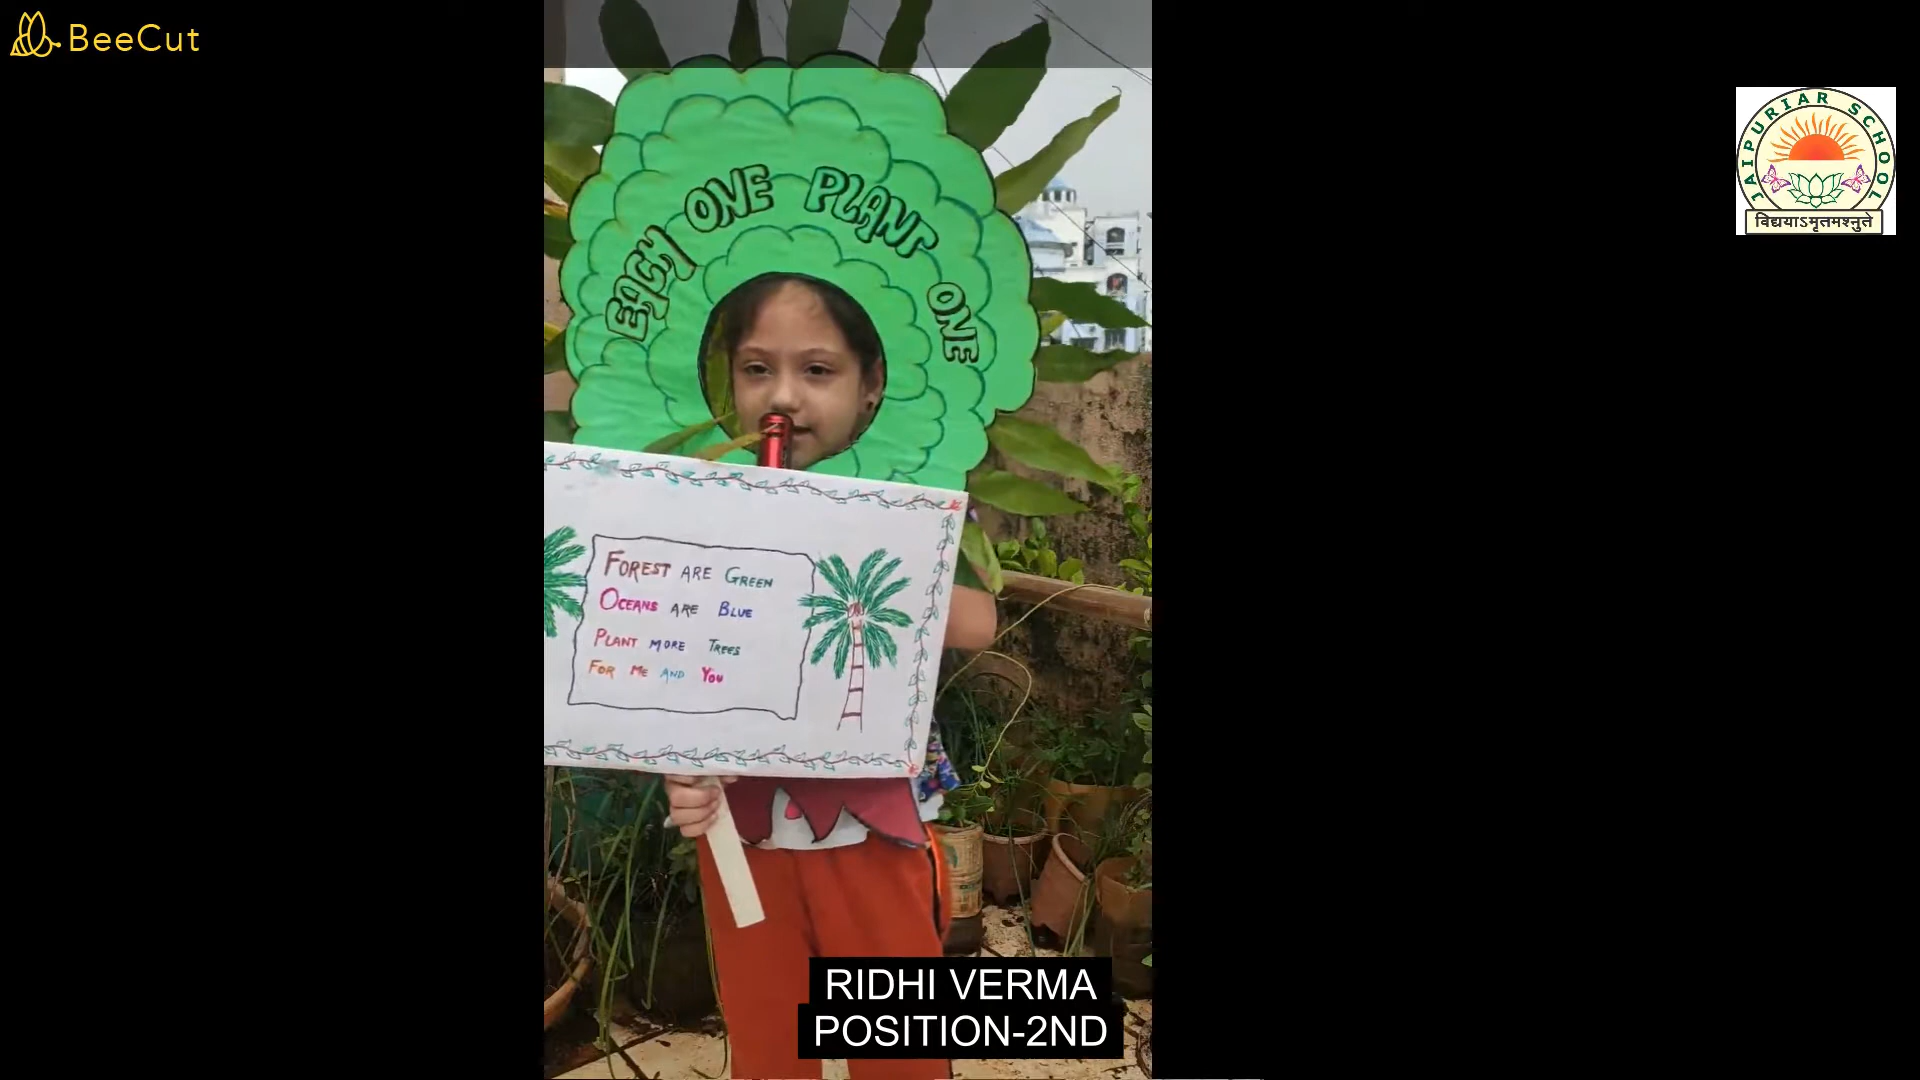 BeeCut
JAIPURIAR SCHOOL
विद्ययाऽमृतमश्नुते
EACH ONE PLANT ONE
FOREST ARE GREEN
OCEANS ARE BLUE
PLANT MORE TREES
FOR ME AND YOU
RIDHI VERMA
POSITION-2ND